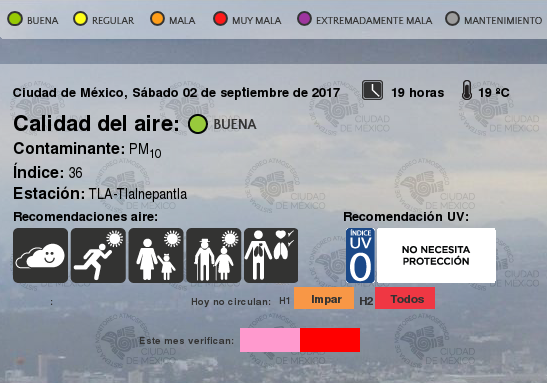 BUENA REGULAR MALA MUY MALA EXTREMADAMENTE MALA MANTENIMIENTO
Ciudad de México, Sábado 02 de septiembre de 2017 19 horas 19 ºC
Calidad del aire: BUENA
Contaminante: PM10
Índice: 36
Estación: TLA-Tlalnepantla
Recomendaciones aire: Recomendación UV:
ÍNDICE UV 0 NO NECESITA PROTECCIÓN
: Hoy no circulan: H1 Impar H2 Todos
Este mes verifican:
CIUDAD DE MÉXICO